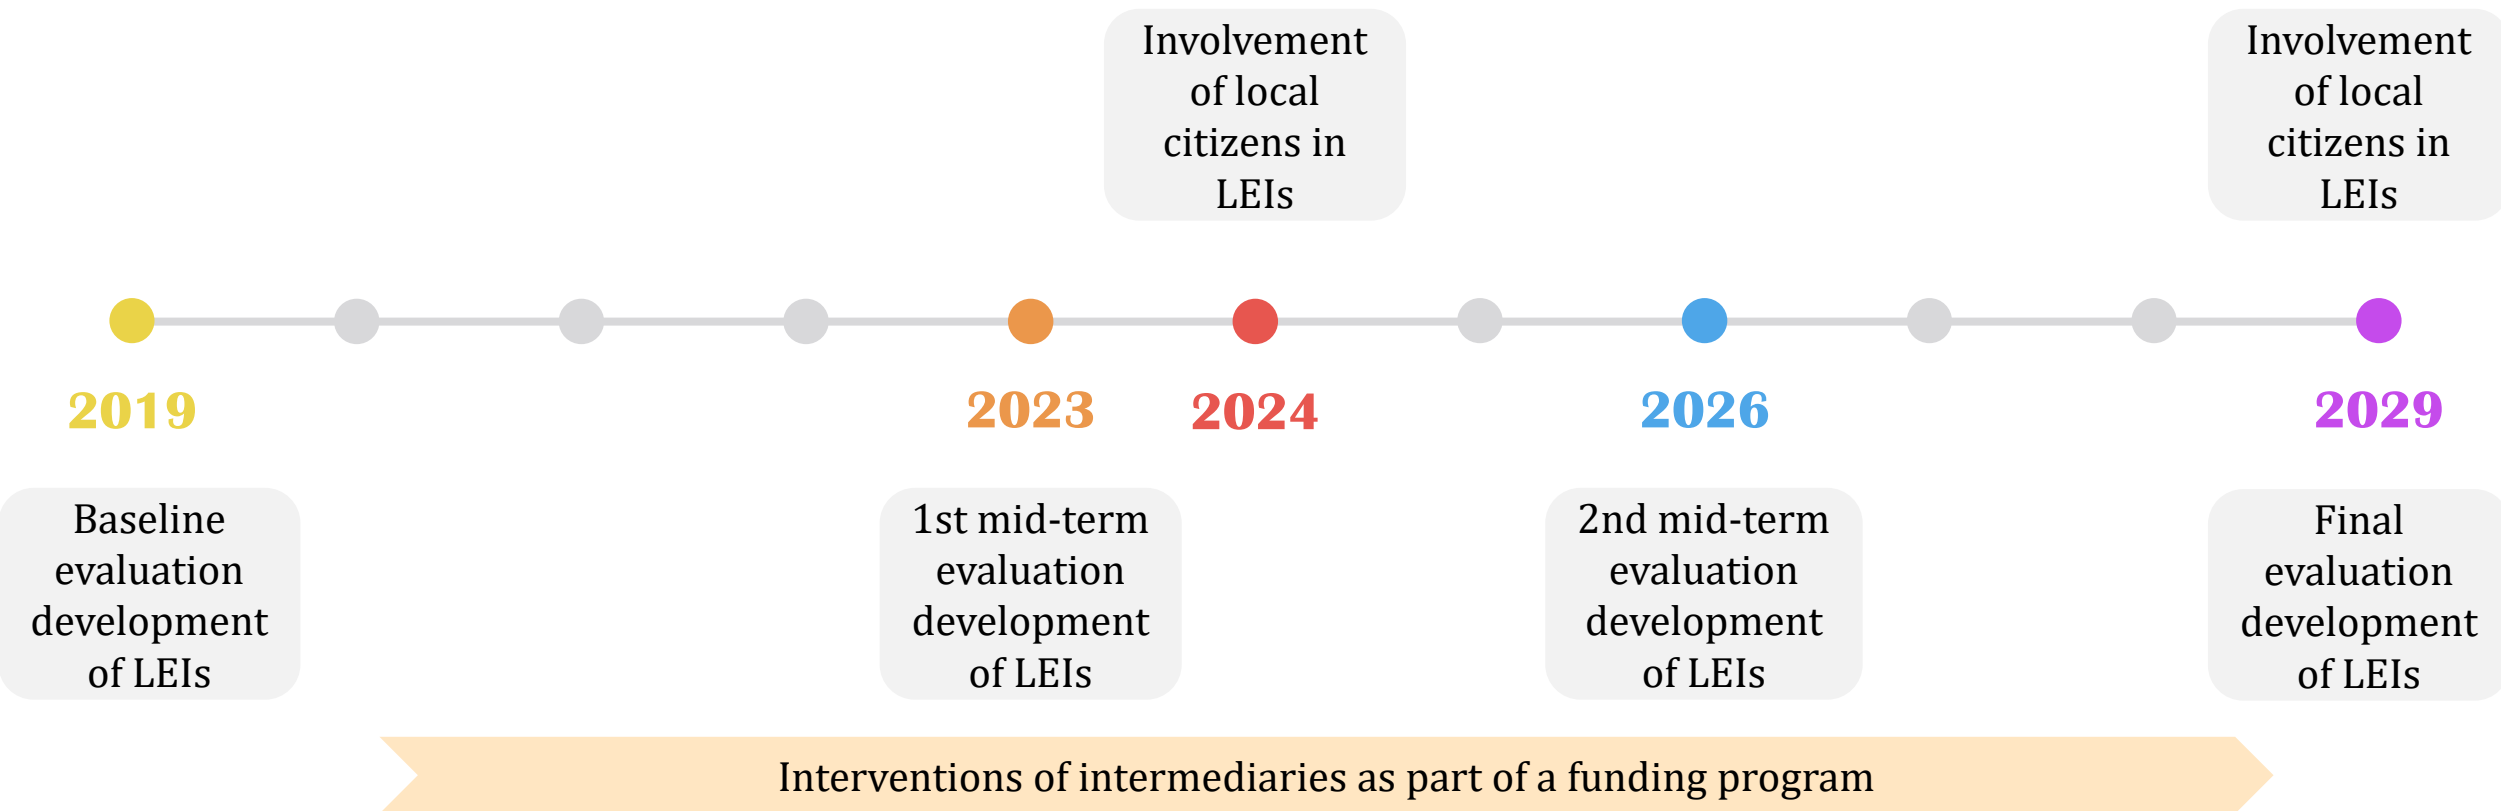 Involvement
of local
citizens in
LEIs
Involvement
of local
citizens in
LEIs
2019
2023
2024
2026
2029
Baseline
evaluation
development
of LEIs
1st mid-term
evaluation
development
of LEIs
2nd mid-term
evaluation
development
of LEIs
Final
evaluation
development
of LEIs
Interventions of intermediaries as part of a funding program